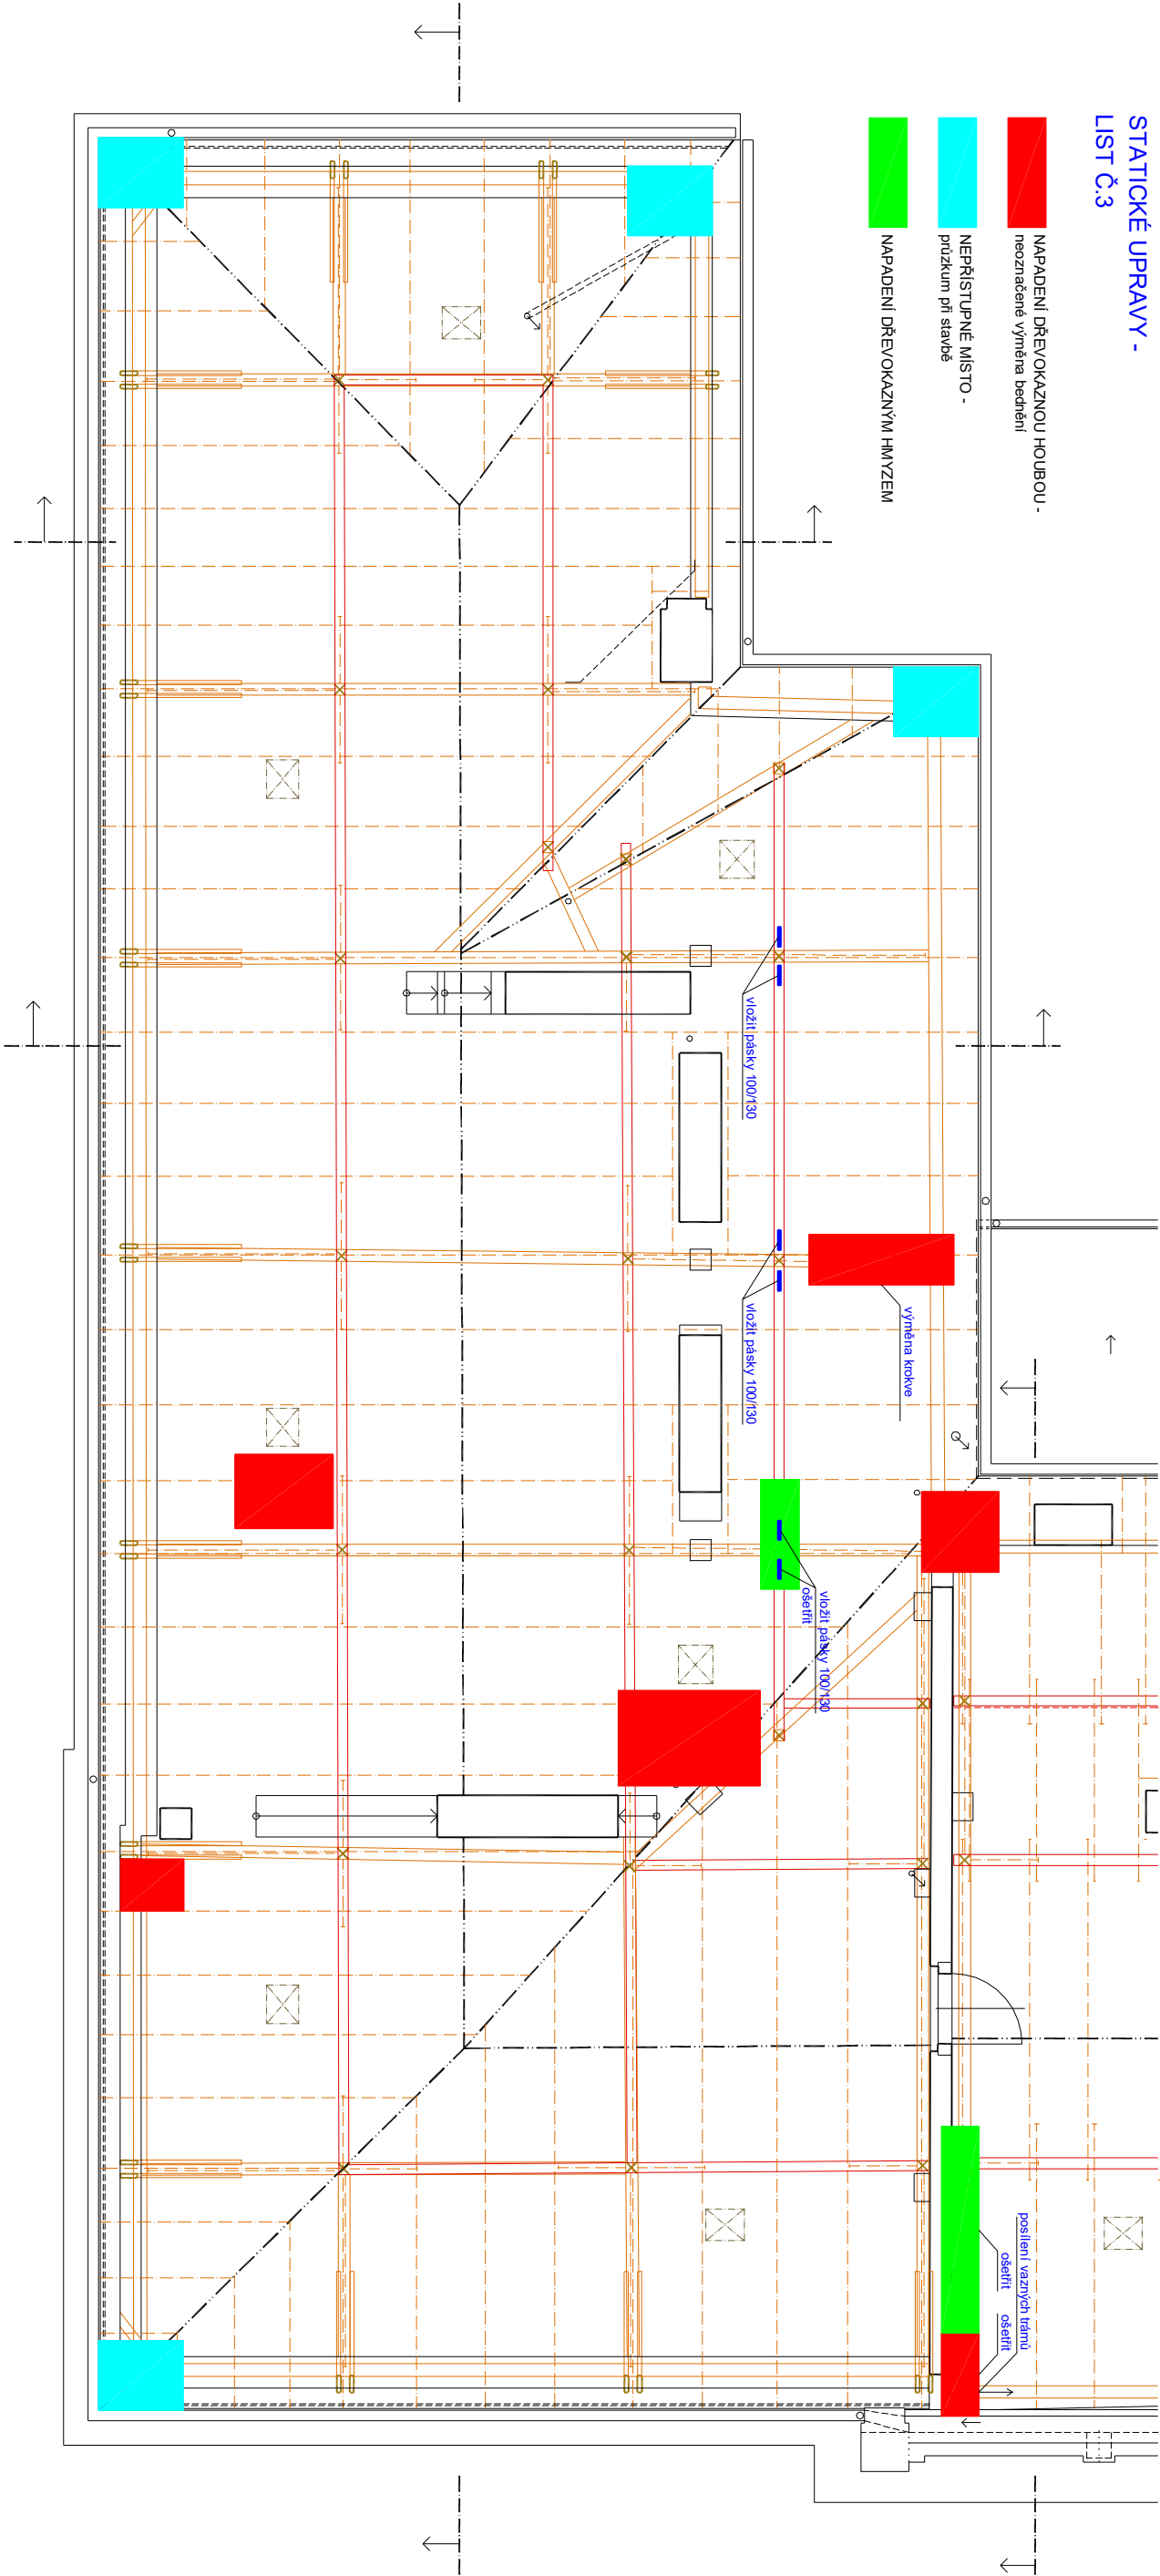 STATICKÉ UPRAVY -
LIST Č.3
NAPADENÍ DŘEVOKAZNOU HOUBOU -
neoznačené výměna bednění
NEPŘÍSTUPNÉ MÍSTO -
průzkum při stavbě
NAPADENÍ DŘEVOKAZNÝM HMYZEM
vložit pásky 100/130
výměna krokve
vložit pásky 100/130
vložit pásky 100/130
ošetřit
posílení vazných trámů
ošetřit
ošetřit